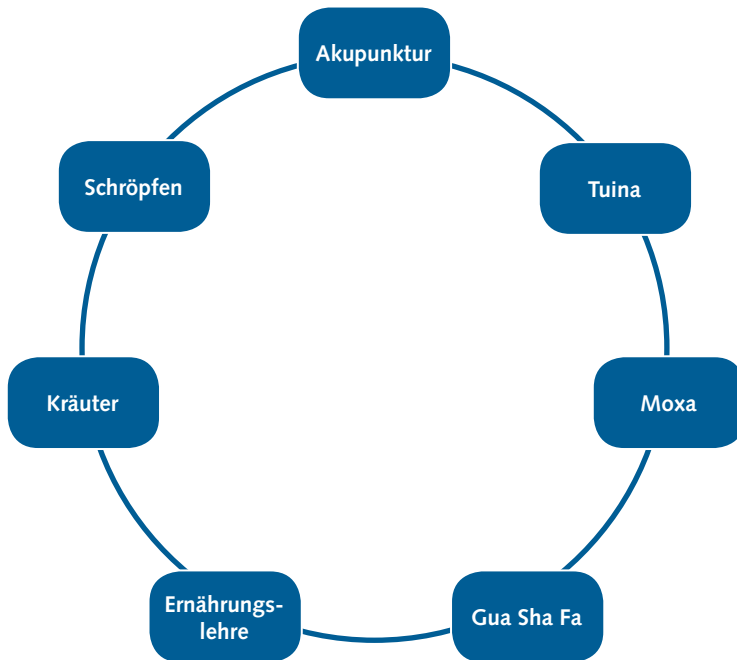 Akupunktur
Tuina
Moxa
Gua Sha Fa
Ernährungs-
lehre
Kräuter
Schröpfen